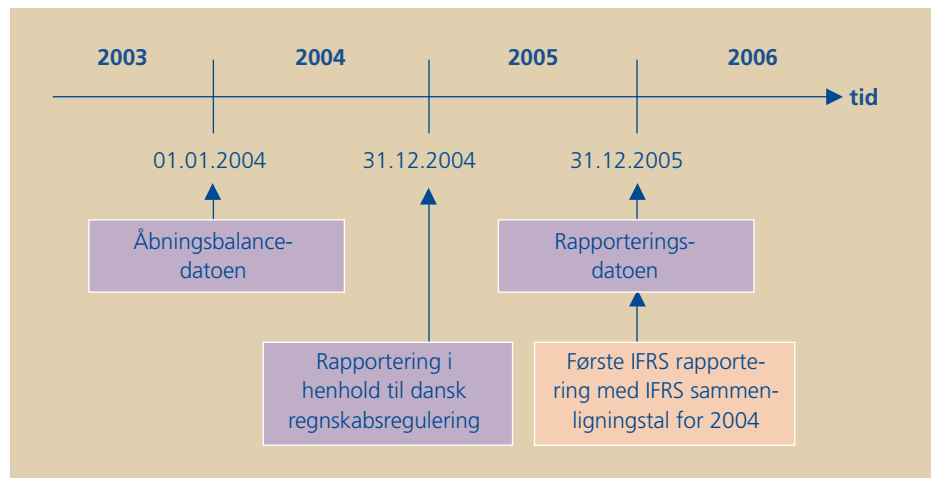 2003 2004 2005 2006
tid
01.01.2004 31.12.2004 31.12.2005
Åbningsbalance-
datoen
Rapporterings-
datoen
Rapportering i
henhold til dansk
regnskabsregulering
Første IFRS rapporte-
ring med IFRS sammen-
ligningstal for 2004